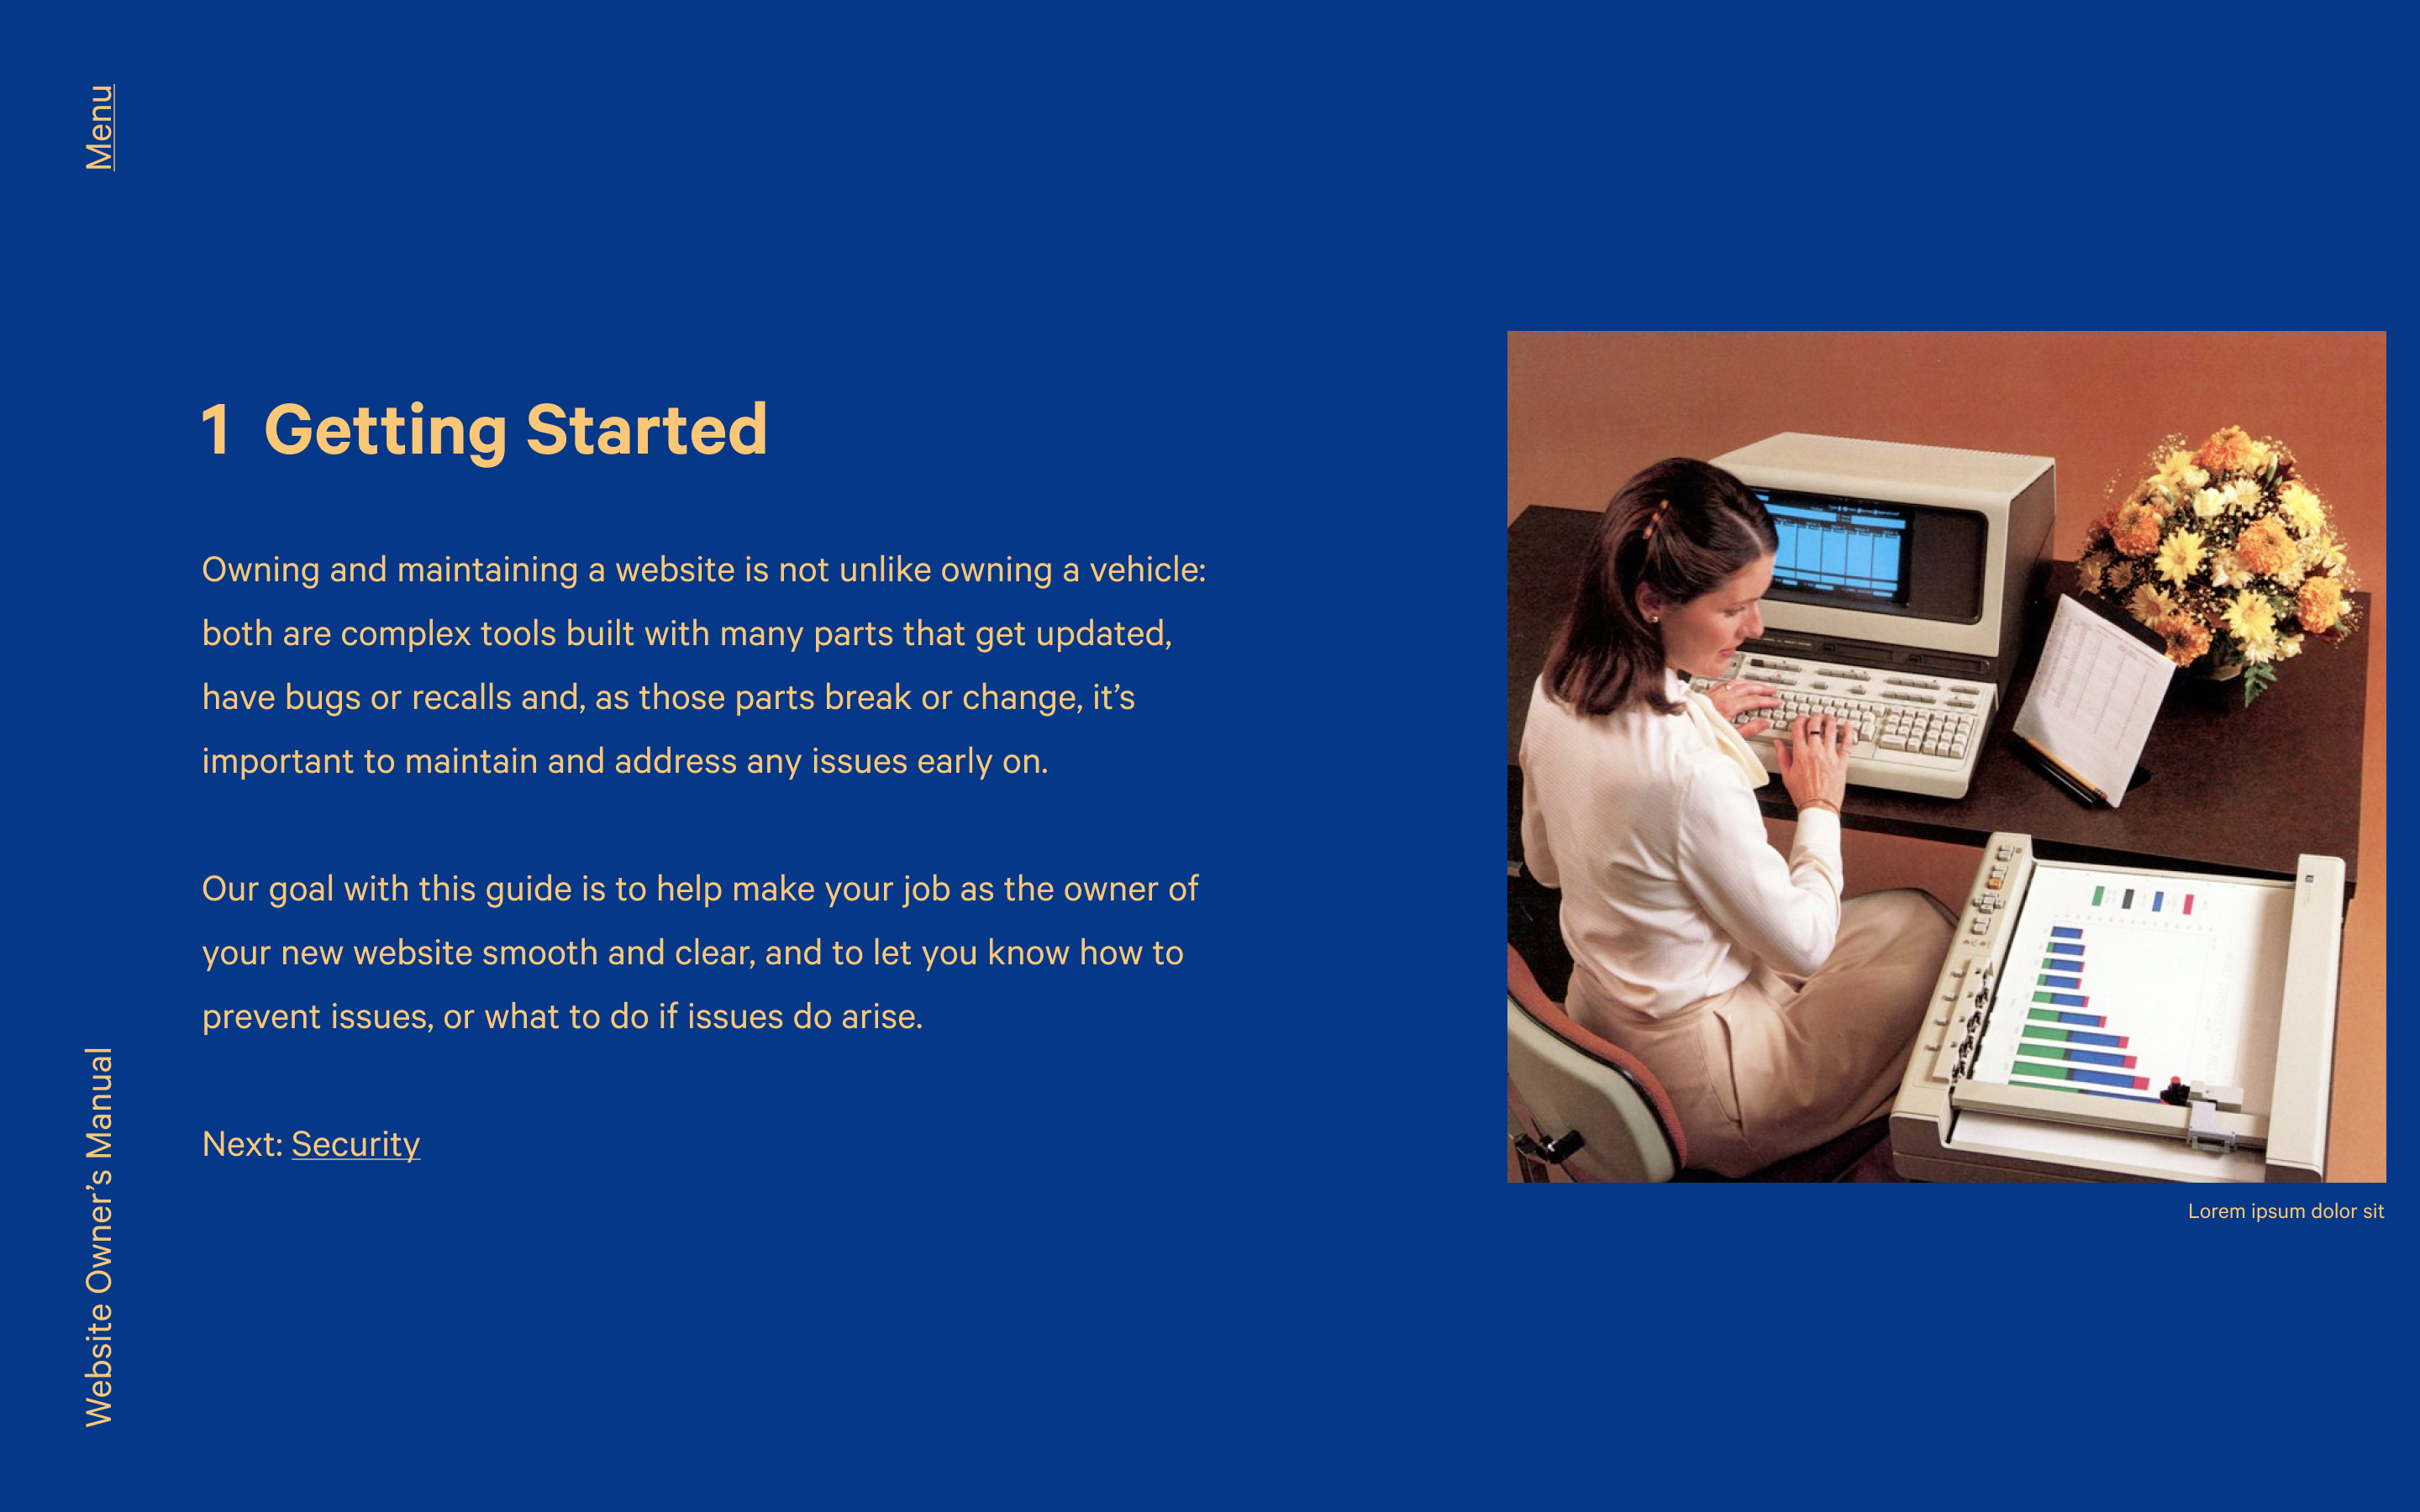 Menu
1 Getting Started
Owning and maintaining a website is not unlike owning a vehicle:
both are complex tools built with many parts that get updated,
have bugs or recalls and, as those parts break or change, it’s
important to maintain and address any issues early on.
Our goal with this guide is to help make your job as the owner of
your new website smooth and clear, and to let you know how to
prevent issues, or what to do if issues do arise.
Next: Security
Website Owner’s Manual
Lorem ipsum dolor sit